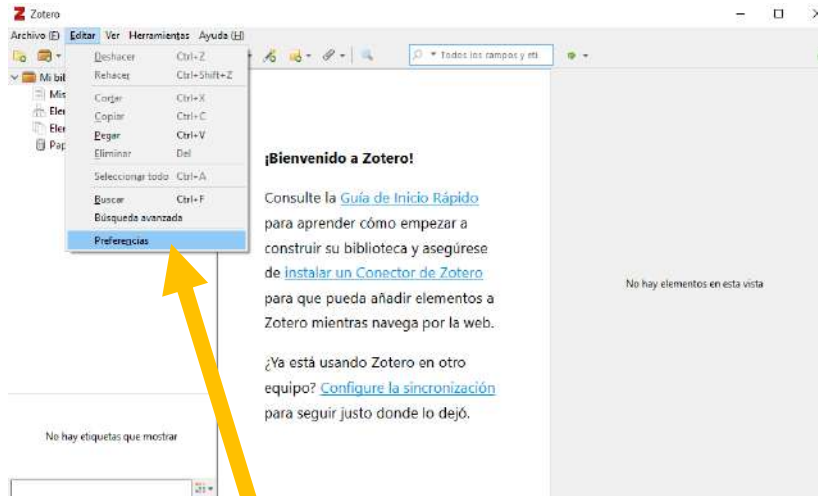 Zotero
Archivo (F) Editar Ver Herramientas Ayuda (H)
Todos los campos y eti
Mi bib
Mis
Eler
Eler
Pap
Deshacer Ctrl+Z
Rehacer Ctrl+Shift+Z
Cortar Ctrl+X
Copiar Ctrl+C
Pegar Ctrl+V
Eliminar Del
Seleccionar todo Ctrl+A
Buscar Ctrl+F
Búsqueda avanzada
Preferencias
¡Bienvenido a Zotero!
Consulte la Guía de Inicio Rápido
para aprender cómo empezar a
construir su biblioteca y asegúrese
de instalar un Conector de Zotero
para que pueda añadir elementos a
Zotero mientras navega por la web.
¿Ya está usando Zotero en otro
equipo? Configure la sincronización
para seguir justo donde lo dejó.
No hay elementos en esta vista
No hay etiquetas que mostrar